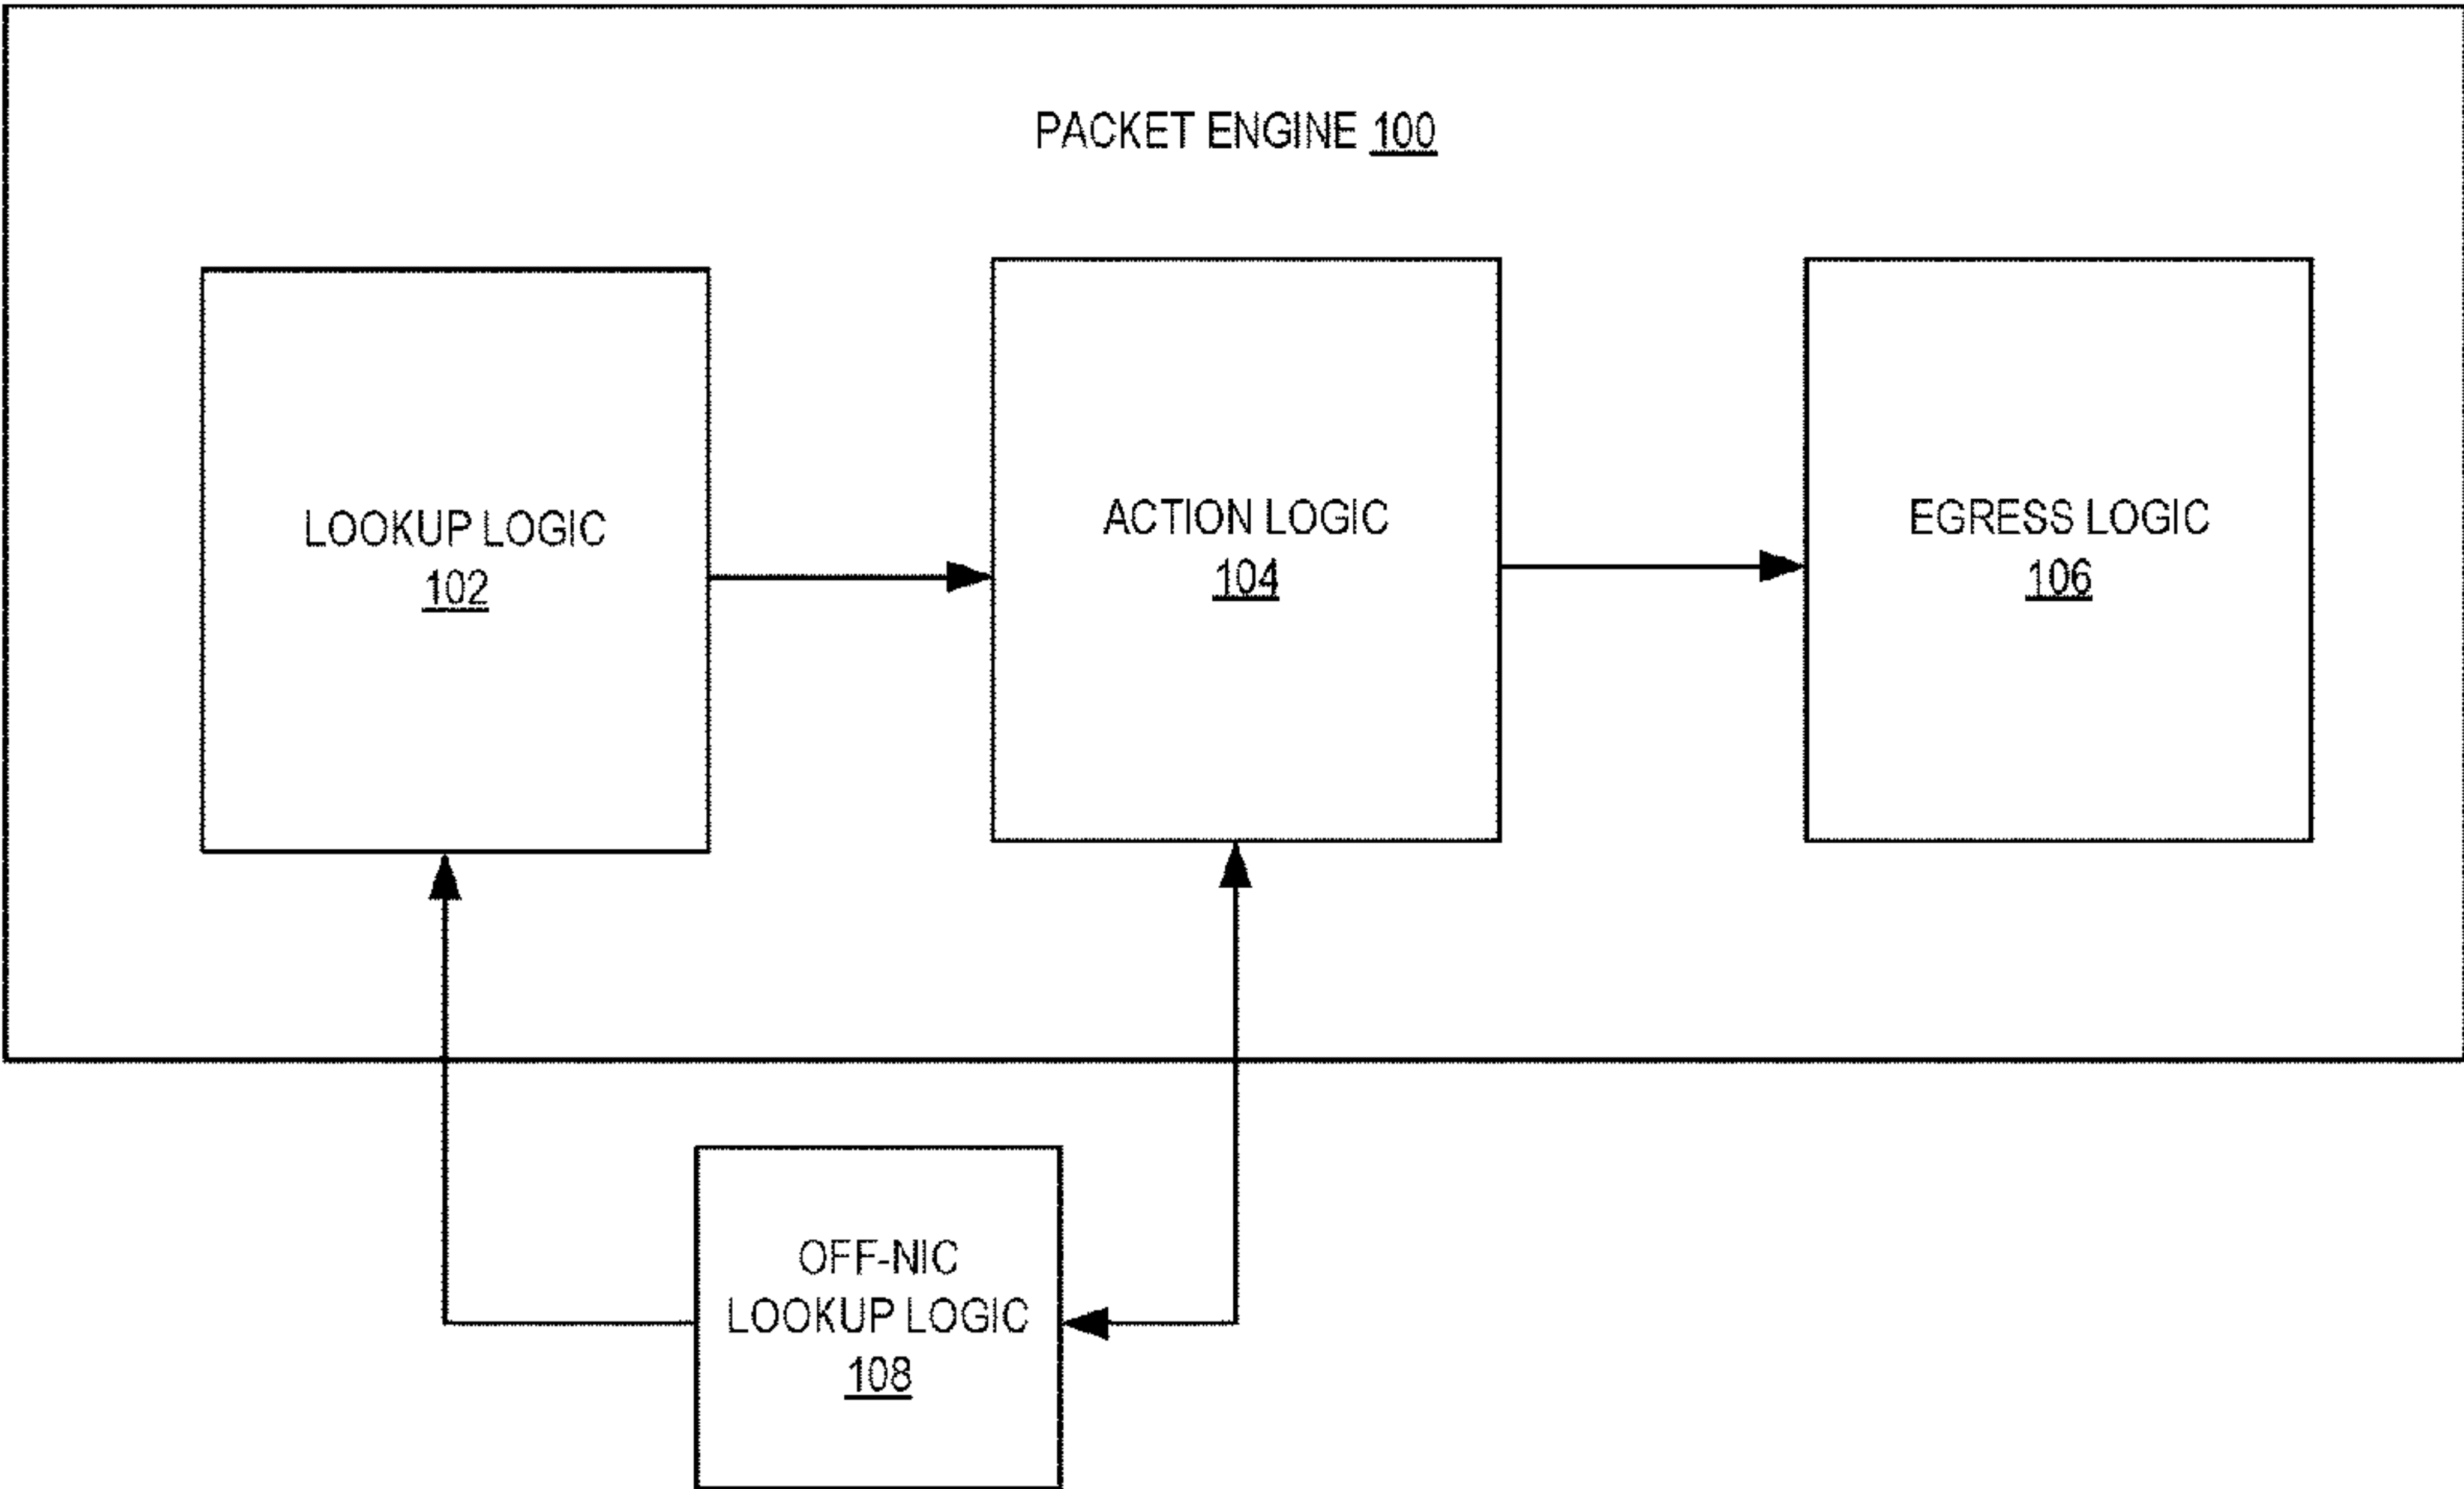 PACKET ENGINE 100
LOOKUP LOGIC
102
ACTION LOGIC
104
EGRESS LOGIC
106
OFF-NIC
LOOKUP LOGIC
108